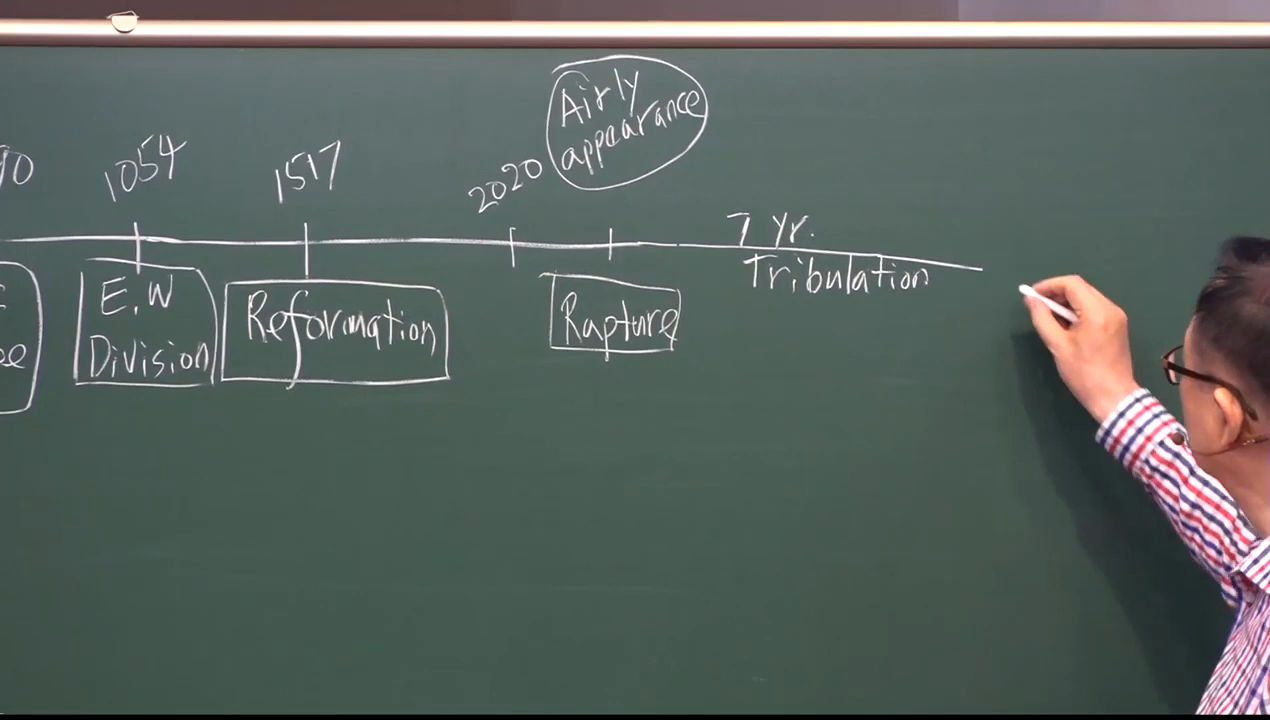 Airly
appearance
1054
1517
2020
7 yr.
Tribulation
E.W
Division
Reformation
Rapture